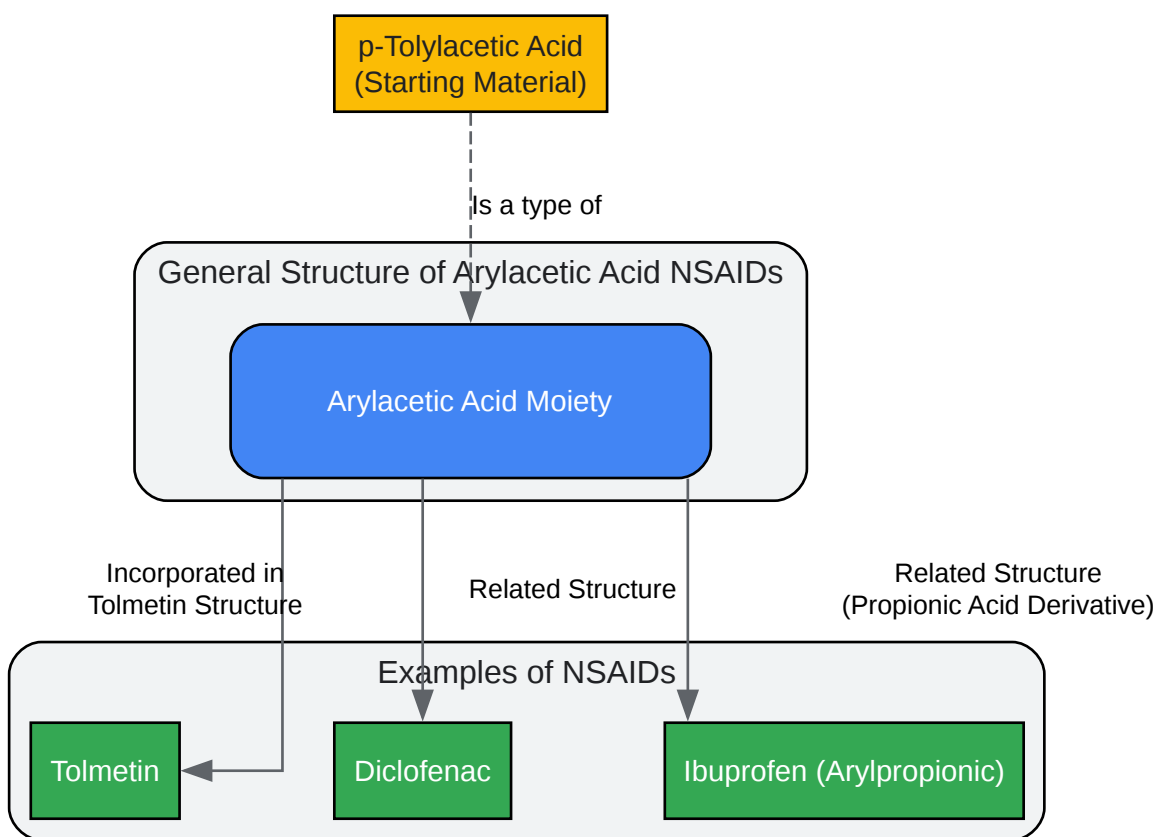 p-Tolylacetic Acid
(Starting Material)
Is a type of
General Structure of Arylacetic Acid NSAIDs
Arylacetic Acid Moiety
Incorporated in
Tolmetin Structure
Related Structure
Related Structure
(Propionic Acid Derivative)
Examples of NSAIDs
Tolmetin
Diclofenac
Ibuprofen (Arylpropionic)